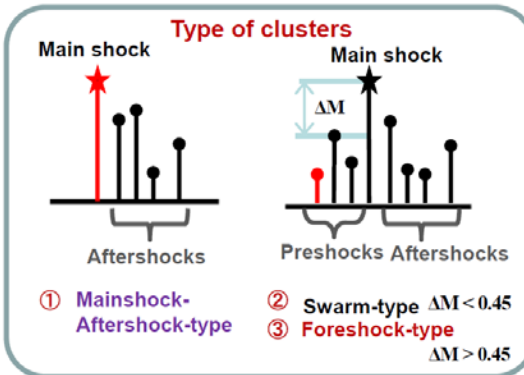 Type of clusters
Main shock
Aftershocks
① Mainshock-
Aftershock-type
Main shock
ΔM
Preshocks Aftershocks
② Swarm-type ΔM < 0.45
③ Foreshock-type
ΔM > 0.45